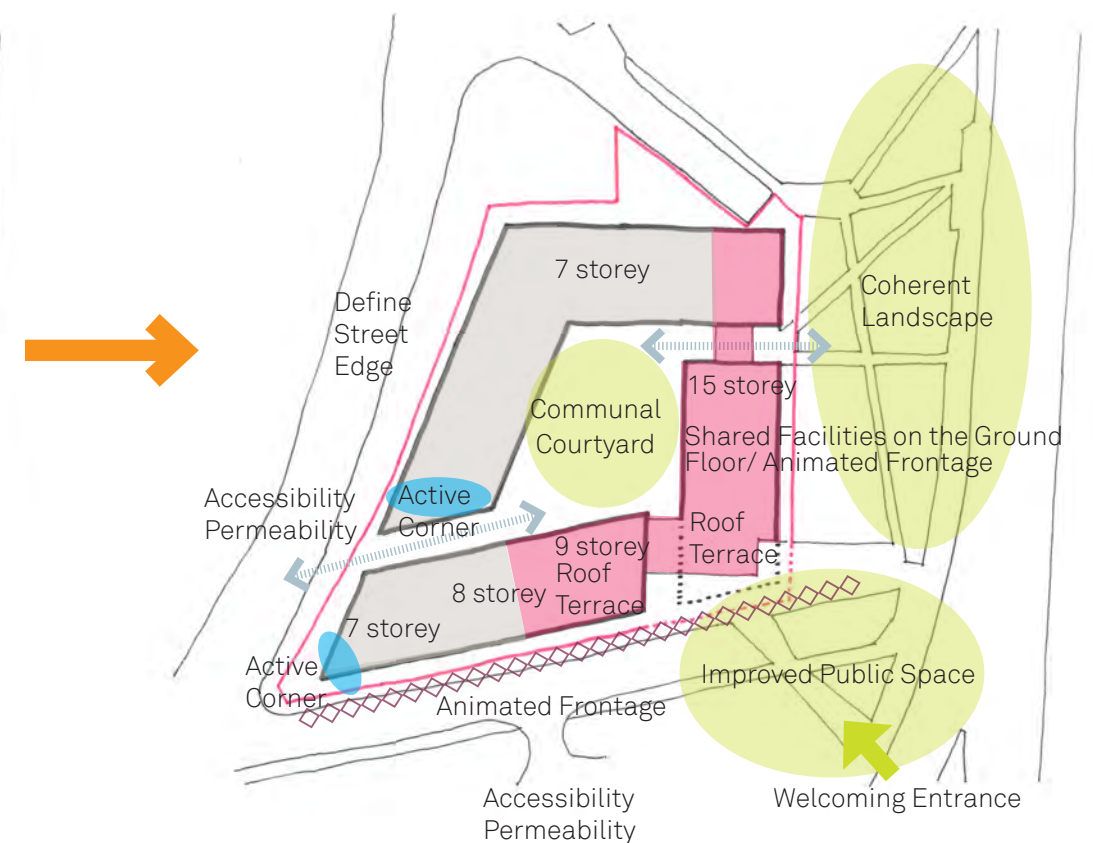 7 storey
Define
Street
Edge
Coherent
Landscape
15 storey
Communal
Courtyard
Shared Facilities on the Ground
Floor/ Animated Frontage
Accessibility
Permeability
Active
Corner
Roof
Terrace
9 storey
Roof
Terrace
8 storey
7 storey
Active
Corner
Improved Public Space
Animated Frontage
Welcoming Entrance
Accessibility
Permeability